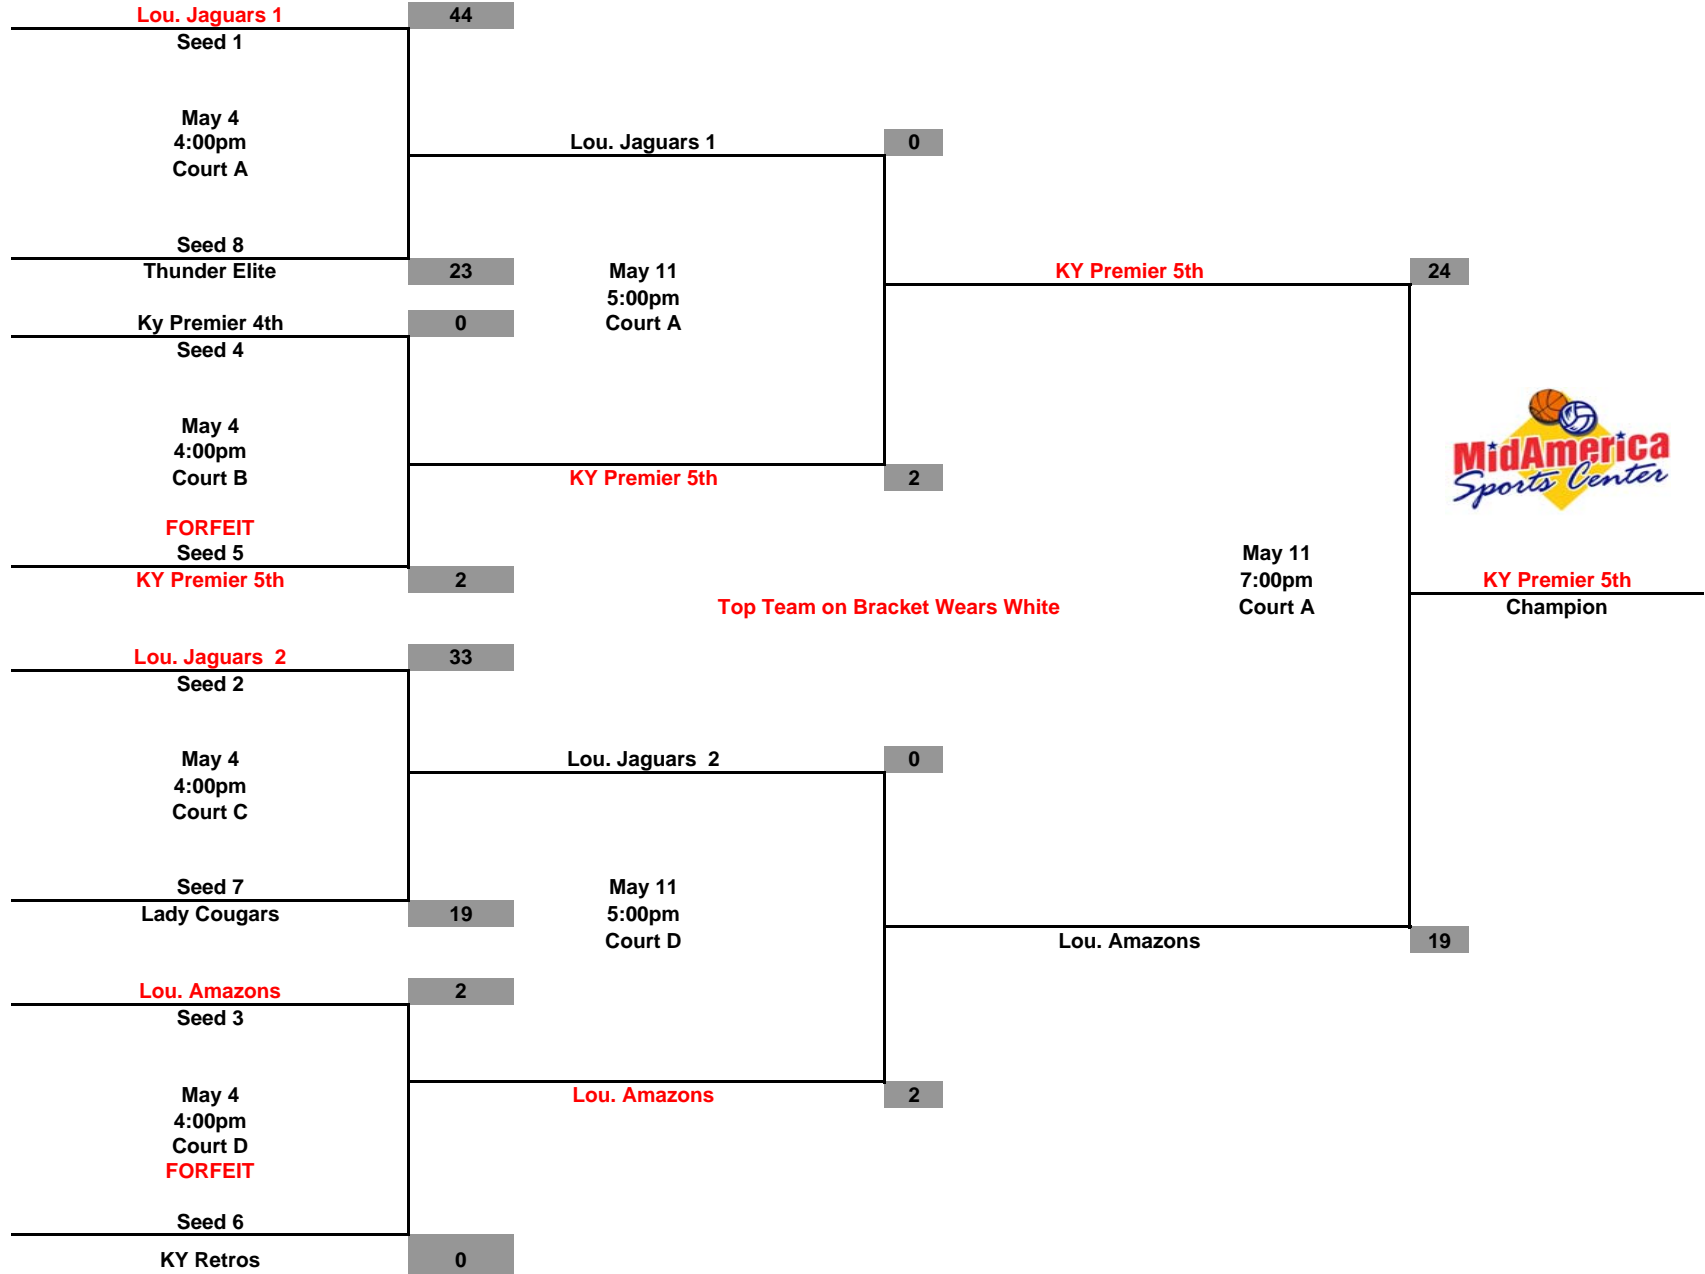 Lou. Jaguars 1 44
Seed 1
May 4
4:00pm
Court A
Seed 8
Thunder Elite 23
Ky Premier 4th 0
Seed 4
May 4
4:00pm
Court B
FORFEIT
Seed 5
KY Premier 5th 2
Lou. Jaguars  2 33
Seed 2
May 4
4:00pm
Court C
Seed 7
Lady Cougars 19
Lou. Amazons 2
Seed 3
May 4
4:00pm
Court D
FORFEIT
Seed 6
KY Retros 0
Lou. Jaguars 1 0
May 11
5:00pm
Court A
KY Premier 5th 2
Top Team on Bracket Wears White
Lou. Jaguars  2 0
May 11
5:00pm
Court D
Lou. Amazons 2
KY Premier 5th 24
May 11
7:00pm
Court A
Lou. Amazons 19
MidAmerica
Sports Center
KY Premier 5th
Champion